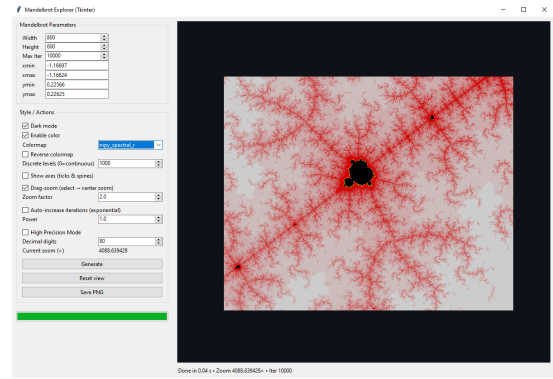 Mandelbrot Explorer (Tkinter)
Mandelbrot Parameters
Width 800
Height 600
Max Iter 10000
xmin -1.16697
xmax -1.16624
ymin 0.22566
ymax 0.22625
Style / Actions
Dark mode
Enable color
Colormap nipy_spectral_r
Reverse colormap
Discrete levels (0=continuous) 1000
Show axes (ticks & spines)
Drag-zoom (select → center zoom)
Zoom factor 2.0
Auto-increase iterations (exponential)
Power 1.0
High Precision Mode
Decimal digits 80
Current zoom (×) 4088.639428
Generate
Reset view
Save PNG
Done in 0.04 s • Zoom 4088.639428× • Iter 10000